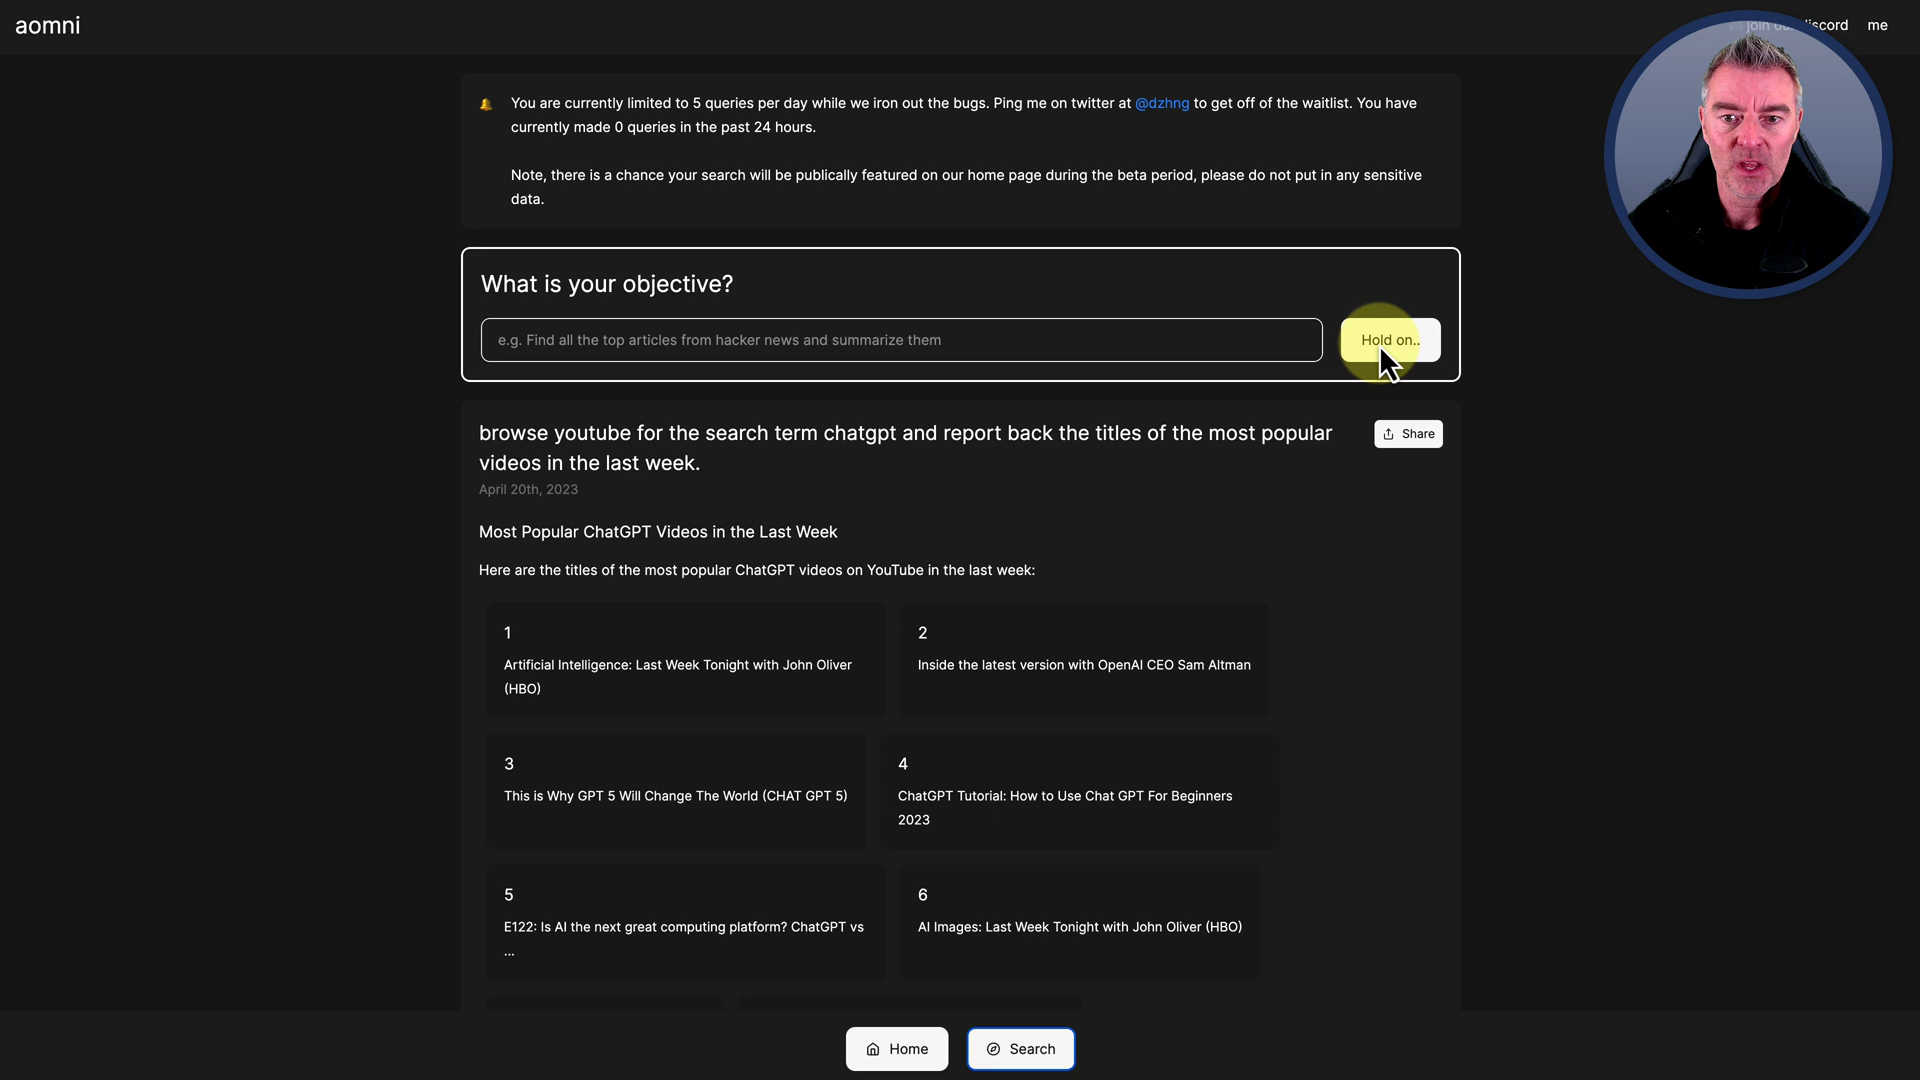 aomni
join our discord
me
You are currently limited to 5 queries per day while we iron out the bugs. Ping me on twitter at @dzhng to get off of the waitlist. You have
currently made 0 queries in the past 24 hours.
Note, there is a chance your search will be publically featured on our home page during the beta period, please do not put in any sensitive
data.
What is your objective?
e.g. Find all the top articles from hacker news and summarize them
Hold on..
browse youtube for the search term chatgpt and report back the titles of the most popular
videos in the last week.
Share
April 20th, 2023
Most Popular ChatGPT Videos in the Last Week
Here are the titles of the most popular ChatGPT videos on YouTube in the last week:
1
Artificial Intelligence: Last Week Tonight with John Oliver
(HBO)
2
Inside the latest version with OpenAI CEO Sam Altman
3
This is Why GPT 5 Will Change The World (CHAT GPT 5)
4
ChatGPT Tutorial: How to Use Chat GPT For Beginners
2023
5
E122: Is AI the next great computing platform? ChatGPT vs
...
6
AI Images: Last Week Tonight with John Oliver (HBO)
Home
Search